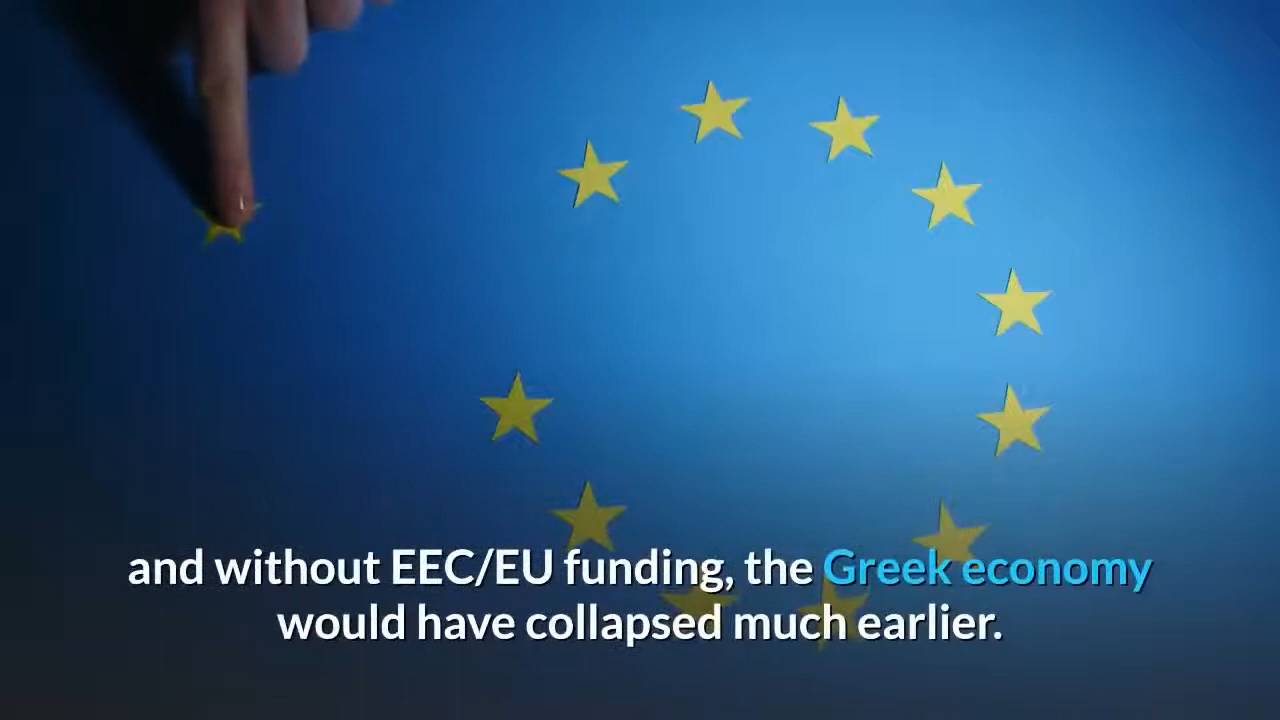 and without EEC/EU funding, the Greek economy
would have collapsed much earlier.